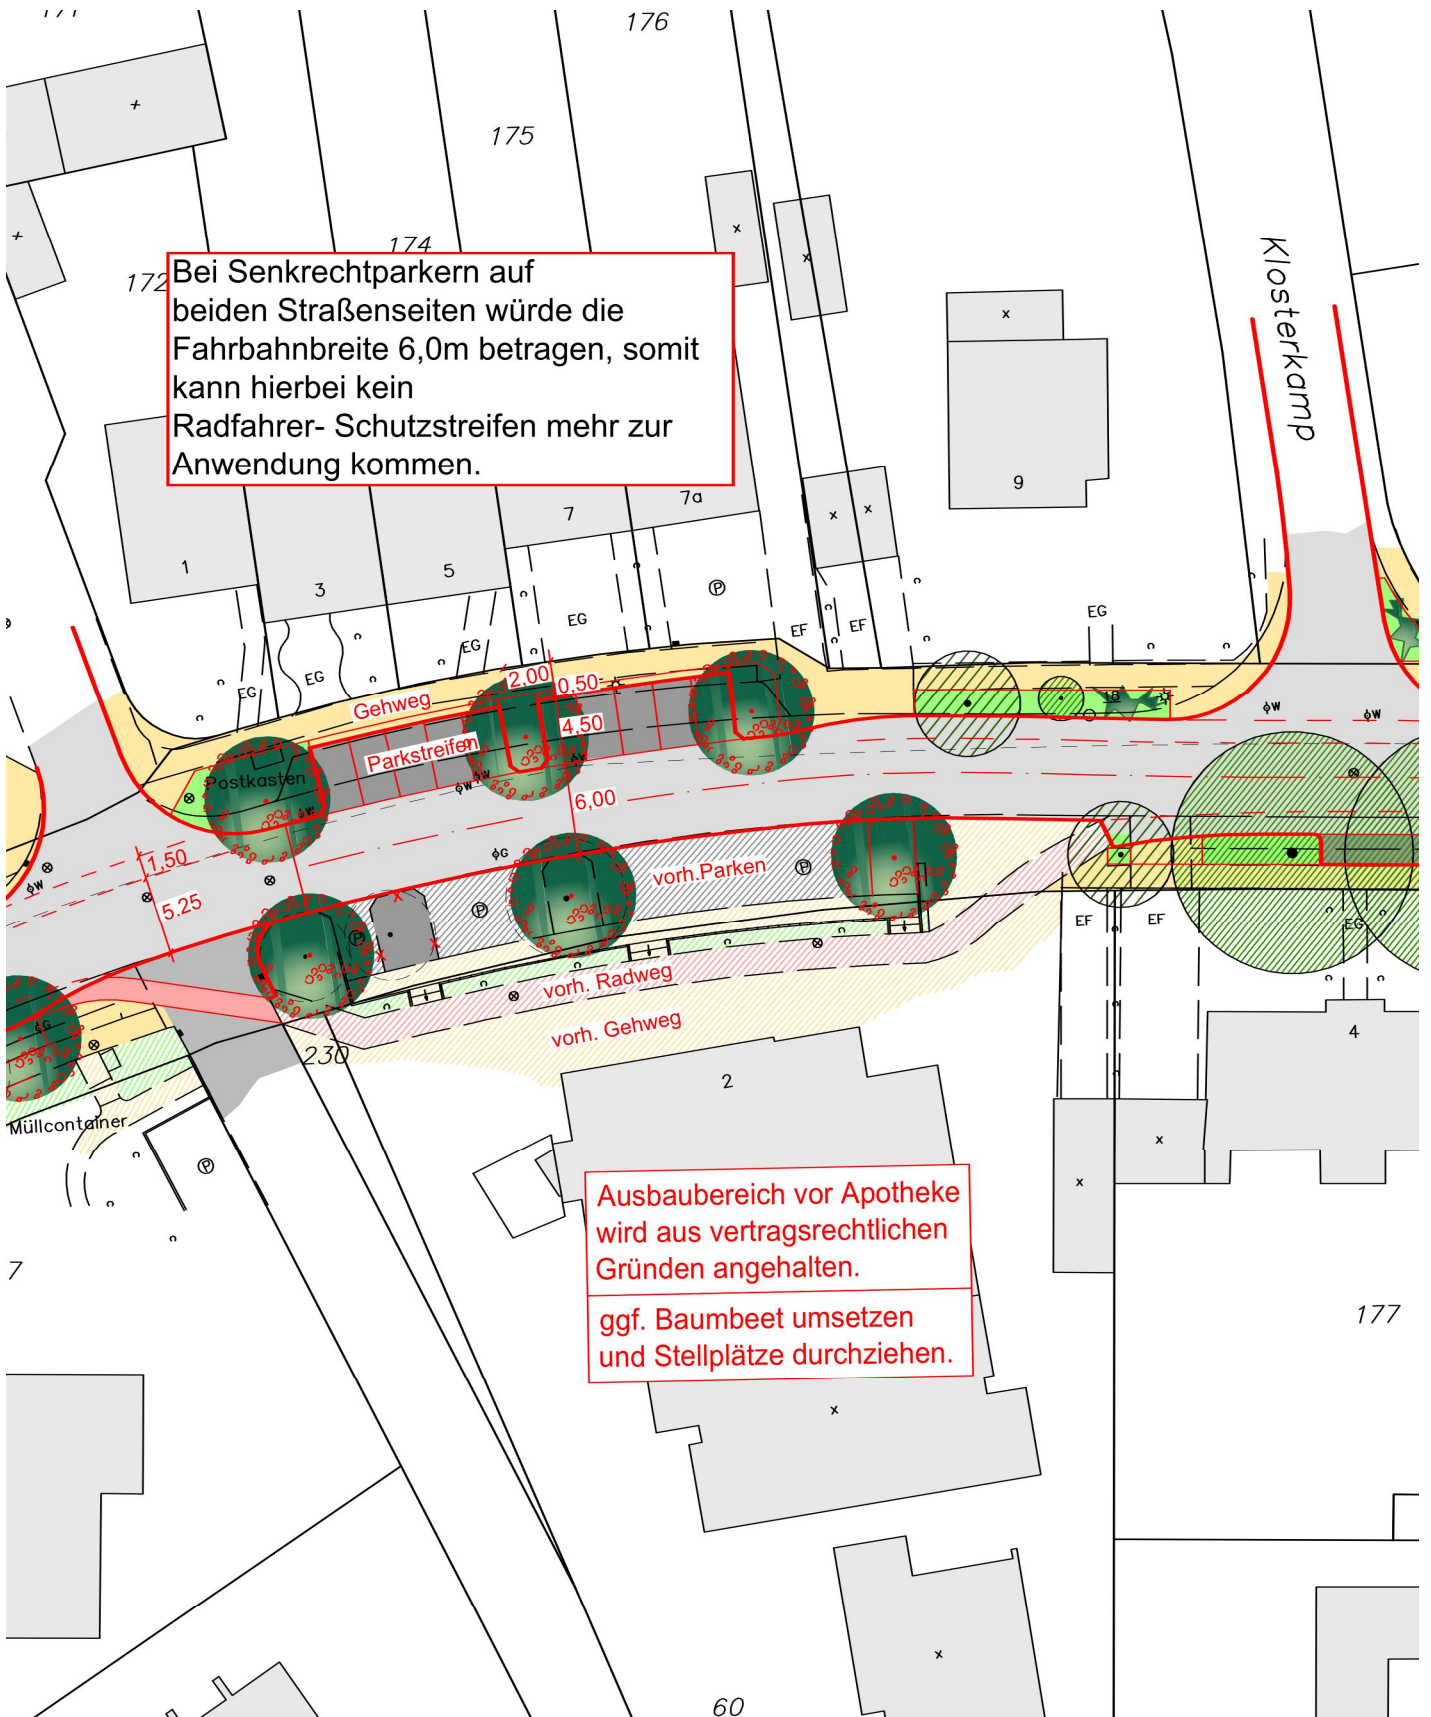 176
175
174
172
Bei Senkrechtparkern auf
beiden Straßenseiten würde die
Fahrbahnbreite 6,0m betragen, somit
kann hierbei kein
Radfahrer- Schutzstreifen mehr zur
Anwendung kommen.
Klosterkamp
x
x
x
9
7a
7
x
x
5
1
3
P
EG
EG
EG
EG
EF
EF
EG
2,00
0,50
Gehweg
18
4,50
Parkstreifen
Postkasten
6,00
W
W
W
W
W
W
1,50
G
vorh.Parken
P
W
5.25
P
P
EF
EF
EG
vorh. Radweg
G
vorh. Gehweg
230
4
2
Müllcontainer
P
x
x
Ausbaubereich vor Apotheke
wird aus vertragsrechtlichen
Gründen angehalten.
ggf. Baumbeet umsetzen
und Stellplätze durchziehen.
7
177
x
x
60